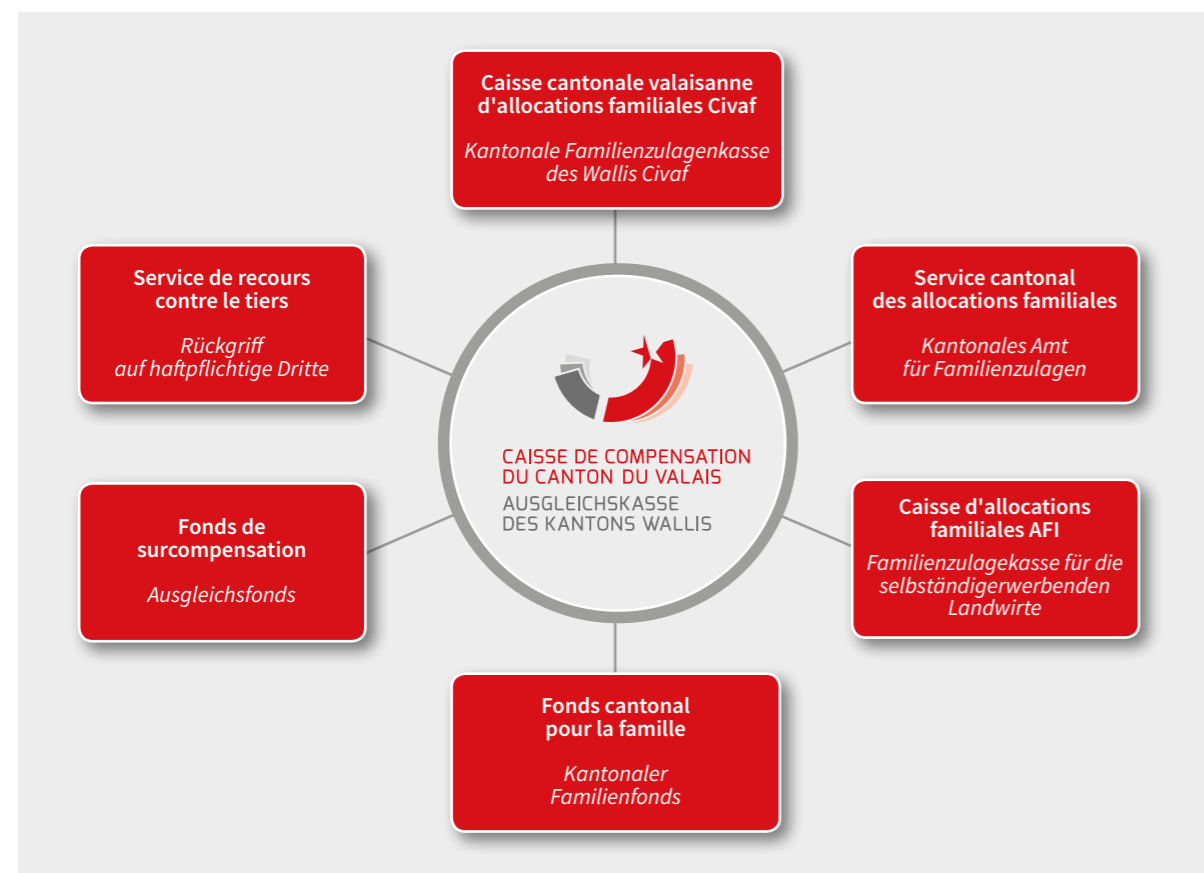 Caisse cantonale valaisanne
d'allocations familiales Civaf
Kantonale Familienzulagenkasse
des Wallis Civaf
Service de recours
contre le tiers
Rückgriff
auf haftpflichtige Dritte
Service cantonal
des allocations familiales
Kantonales Amt
für Familienzulagen
CAISSE DE COMPENSATION
DU CANTON DU VALAIS
AUSGLEICHSKASSE
DES KANTONS WALLIS
Fonds de
surcompensation
Ausgleichsfonds
Caisse d'allocations
familiales AFI
Familienzulagekasse für die
selbständigerwerbenden
Landwirte
Fonds cantonal
pour la famille
Kantonaler
Familienfonds